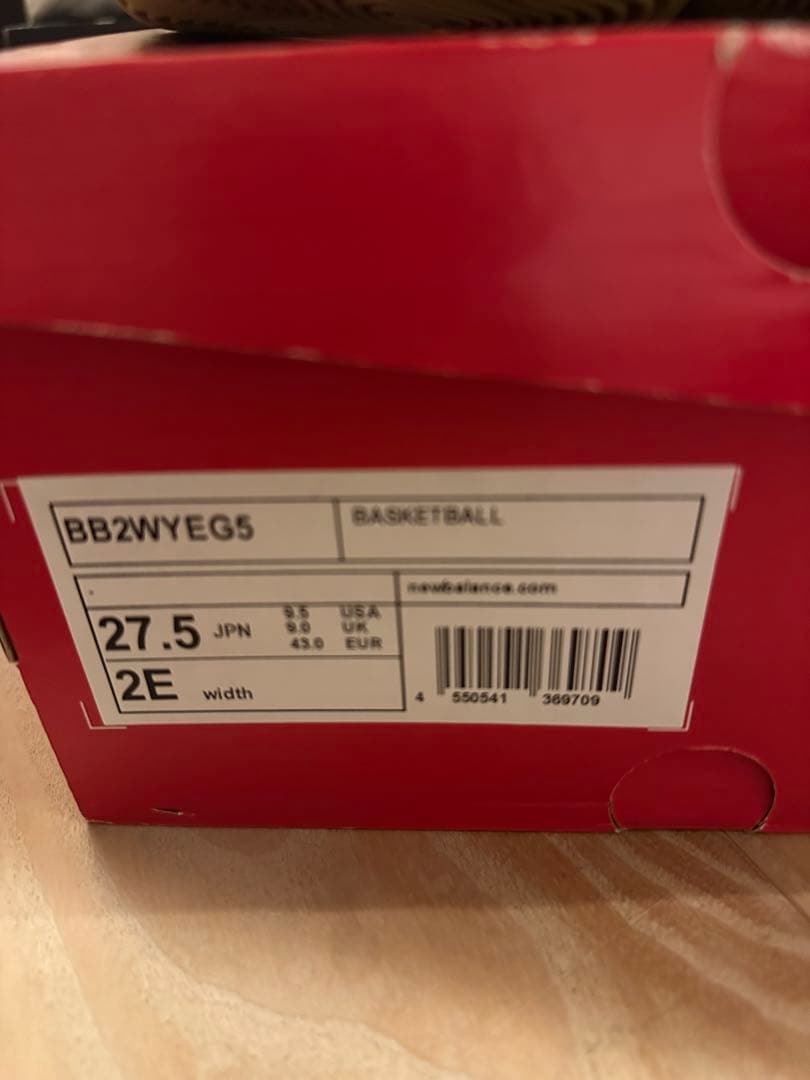 BB2WYEG5
BASKETBALL
newbalance.com
27.5 JPN
9.5 USA
9.0 UK
43.0 EUR
2E width
4 550541 369709